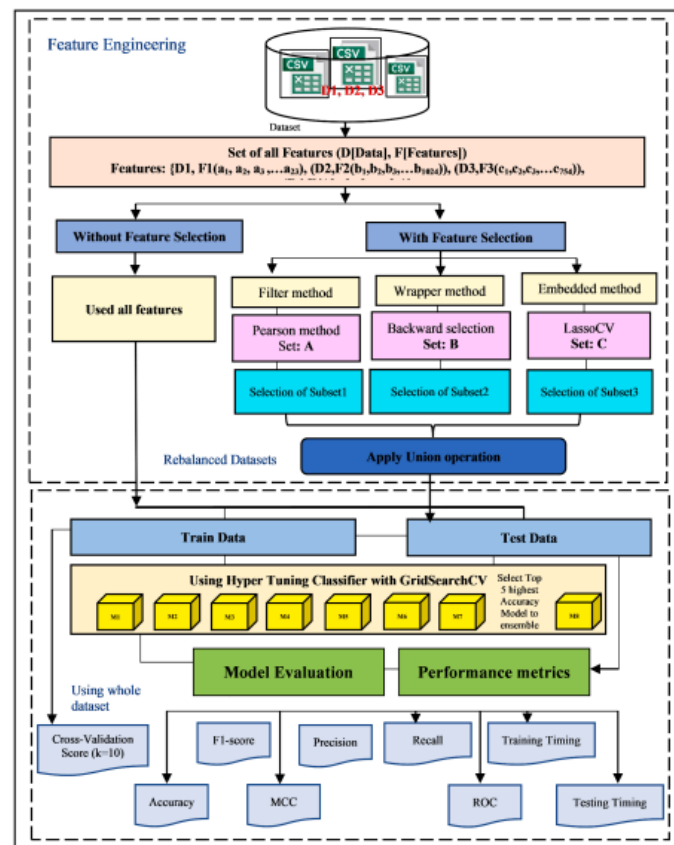 Feature Engineering
CSV
CSV
CSV
D1, D2, D3
Dataset
Set of all Features (D[Data], F[Features])
Features: {D1, F1(a₁, a₂, a₃ ,…a₂₃), (D2,F2(b₁,b₂,b₃,…b₁₀₂₄)), (D3,F3(c₁,c₂,c₃,…c₇₅₄)),
Without Feature Selection
With Feature Selection
Used all features
Filter method
Wrapper method
Embedded method
Pearson method
Set: A
Backward selection
Set: B
LassoCV
Set: C
Selection of Subset1
Selection of Subset2
Selection of Subset3
Rebalanced Datasets
Apply Union operation
Train Data
Test Data
Using Hyper Tuning Classifier with GridSearchCV
Select Top
5 highest
Accuracy
Model to
ensemble
M1
M2
M3
M4
M5
M6
M7
M8
Model Evaluation
Performance metrics
Using whole
dataset
Cross-Validation
Score (k=10)
F1-score
Precision
Recall
Training Timing
Accuracy
MCC
ROC
Testing Timing